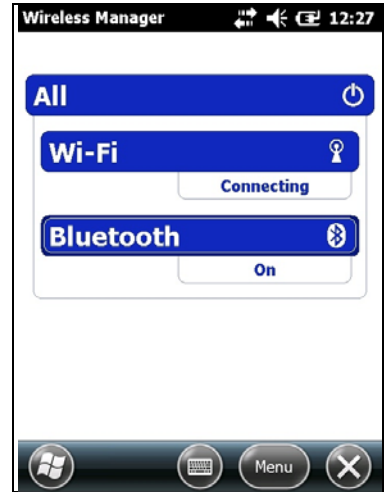 Wireless Manager 12:27
All
Wi-Fi
Connecting
Bluetooth
On
Menu